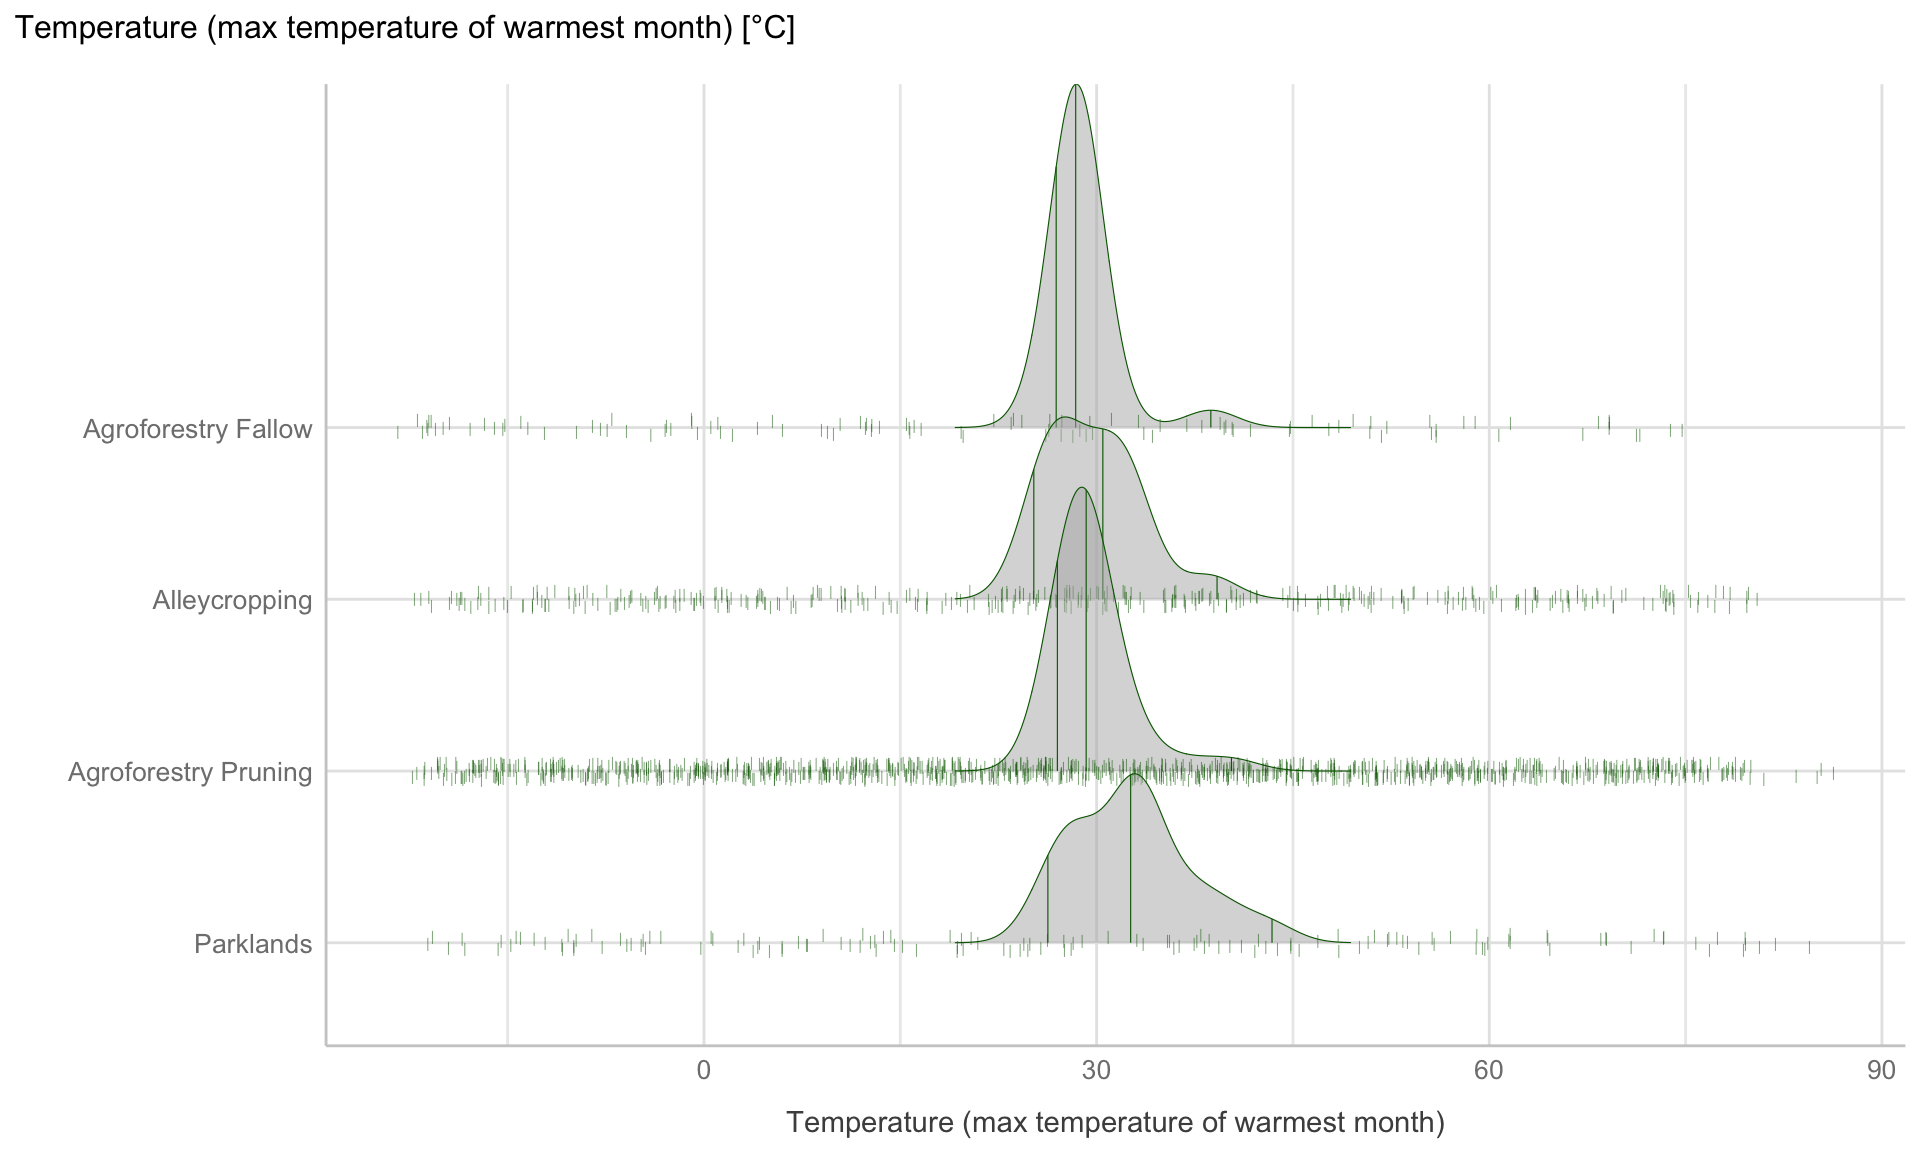 Temperature (max temperature of warmest month) [°C]
Agroforestry Fallow
Alleycropping
Agroforestry Pruning
Parklands
0 30 60 90
Temperature (max temperature of warmest month)